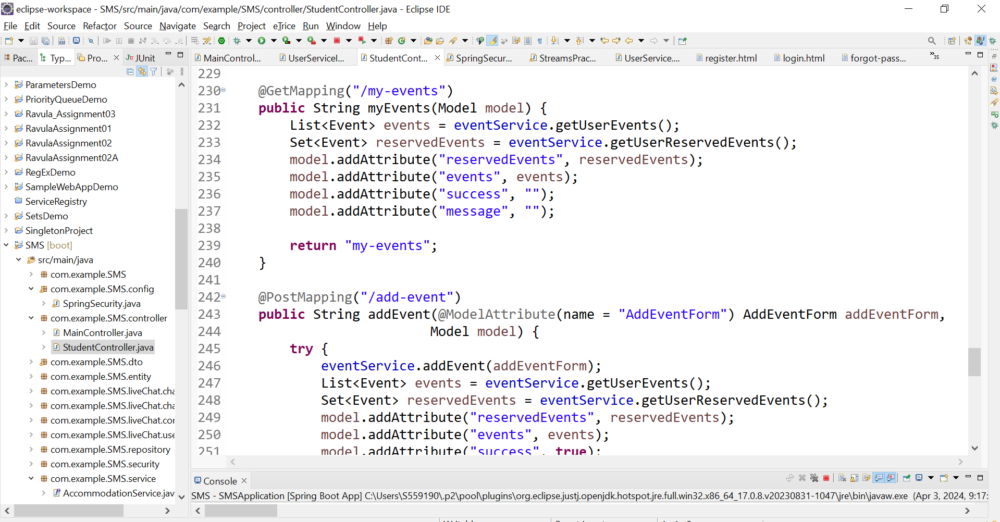 eclipse-workspace - SMS/src/main/java/com/example/SMS/controller/StudentController.java - Eclipse IDE
File Edit Source Refactor Source Navigate Search Project eTrice Run Window Help
Pac... Typ... Pro... JUnit
MainControl... UserServiceI... StudentCont... SpringSecur... StreamsPrac... UserService.... register.html login.html forgot-pass... 35
ParametersDemo
PriorityQueueDemo
Ravula_Assignment03
RavulaAssignment01
RavulaAssignment02
RavulaAssignment02A
RegExDemo
SampleWebAppDemo
ServiceRegistry
SetsDemo
SingletonProject
SMS [boot]
src/main/java
com.example.SMS
com.example.SMS.config
SpringSecurity.java
com.example.SMS.controller
MainController.java
StudentController.java
com.example.SMS.dto
com.example.SMS.entity
com.example.SMS.liveChat.cha
com.example.SMS.liveChat.cha
com.example.SMS.liveChat.cor
com.example.SMS.liveChat.use
com.example.SMS.repository
com.example.SMS.security
com.example.SMS.service
AccommodationService.jav
229
230 @GetMapping("/my-events")
231 public String myEvents(Model model) {
232 List<Event> events = eventService.getUserEvents();
233 Set<Event> reservedEvents = eventService.getUserReservedEvents();
234 model.addAttribute("reservedEvents", reservedEvents);
235 model.addAttribute("events", events);
236 model.addAttribute("success", "");
237 model.addAttribute("message", "");
238
239 return "my-events";
240 }
241
242 @PostMapping("/add-event")
243 public String addEvent(@ModelAttribute(name = "AddEventForm") AddEventForm addEventForm,
244 Model model) {
245 try {
246 eventService.addEvent(addEventForm);
247 List<Event> events = eventService.getUserEvents();
248 Set<Event> reservedEvents = eventService.getUserReservedEvents();
249 model.addAttribute("reservedEvents", reservedEvents);
250 model.addAttribute("events", events);
251 model.addAttribute("success", true);
Console
SMS - SMSApplication [Spring Boot App] C:\Users\S559190\.p2\pool\plugins\org.eclipse.justj.openjdk.hotspot.jre.full.win32.x86_64_17.0.8.v20230831-1047\jre\bin\javaw.exe (Apr 3, 2024, 9:17: